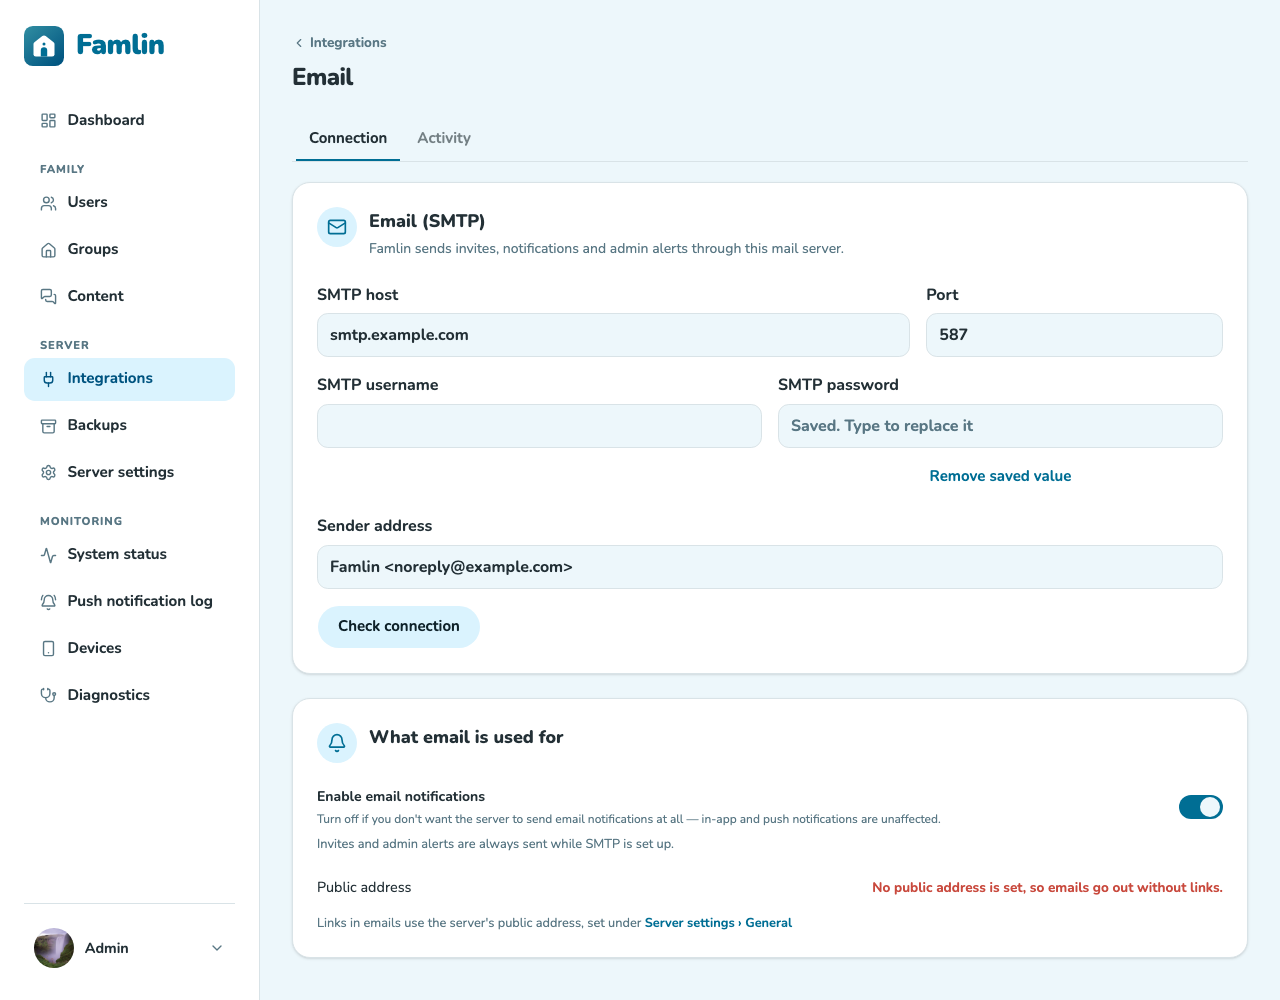 Famlin
Dashboard
FAMILY
Users
Groups
Content
SERVER
Integrations
Backups
Server settings
MONITORING
System status
Push notification log
Devices
Diagnostics
Admin
Integrations
Email
Connection
Activity
Email (SMTP)
Famlin sends invites, notifications and admin alerts through this mail server.
SMTP host
Port
smtp.example.com
587
SMTP username
SMTP password
Saved. Type to replace it
Remove saved value
Sender address
Famlin <noreply@example.com>
Check connection
What email is used for
Enable email notifications
Turn off if you don't want the server to send email notifications at all — in-app and push notifications are unaffected.
Invites and admin alerts are always sent while SMTP is set up.
Public address
No public address is set, so emails go out without links.
Links in emails use the server's public address, set under Server settings › General